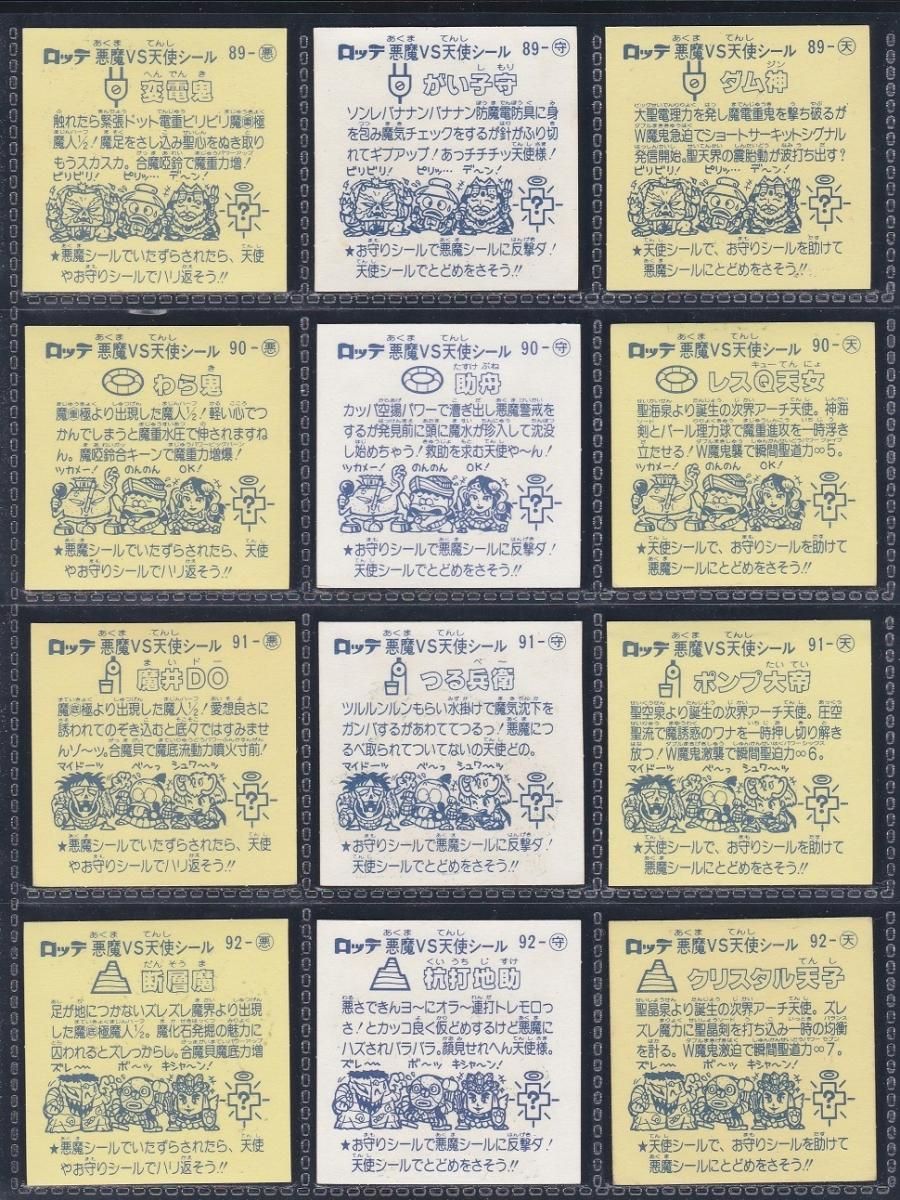 ロッテ 悪魔VS天使シール 89-悪
変電鬼
触れたら緊張ドット電重ビリビリ魔重極
魔人½！魔足をさし込み聖心をぬき取り
もうスカスカ。合魔啞鈴で魔重力増！
ピリピリ！ ピリッ… デ〜ン！
★悪魔シールでいたずらされたら、天使
やお守りシールでハリ返そう!!
ロッテ 悪魔VS天使シール 89-守
がい子守
ソンレバナンバナンバン防魔電防具に身
を包み魔気チェックをするが針がふり切れ
てギブアップ！あっチチチッ天使様！
ピリピリ！ ピリッ… デ〜ン！
★お守りシールで悪魔シールに反撃ダ！
天使シールでとどめをさそう!!
ロッテ 悪魔VS天使シール 89-天
ダム神
大聖電理力を発し魔電重鬼を撃ち破るが
W魔鬼急迫でショートサーキットシグナル
発信開始。聖天界の震胎動が波打ち出す？
ピリピリ！ ピリッ… デ〜ン！
★天使シールで、お守りシールを助けて
悪魔シールにとどめをさそう!!
ロッテ 悪魔VS天使シール 90-悪
わら鬼
魔重極より出現した魔人½！軽い心でつ
かんでしまうと魔重水圧で伸されますね
ん。魔啞鈴合キーンで魔重力増爆！
ツカメー！ のんのん OK！
★悪魔シールでいたずらされたら、天使
やお守りシールでハリ返そう!!
ロッテ 悪魔VS天使シール 90-守
助舟
カッパ空揚パワーで漕ぎ出し悪魔警戒を
するが発見前に頭に魔水が珍入して沈没
し始めちゃう！救助を求む天使や〜ん！
ツカメー！ のんのん OK！
★お守りシールで悪魔シールに反撃ダ！
天使シールでとどめをさそう!!
ロッテ 悪魔VS天使シール 90-天
レスQ天女
聖海泉より誕生の次界アーチ天使。神海
剣とパール理力球で魔重進攻を一時浮き
立たせる！W魔鬼襲で瞬間聖道力∞5。
ツカメー！ のんのん OK！
★天使シールで、お守りシールを助けて
悪魔シールにとどめをさそう!!
ロッテ 悪魔VS天使シール 91-悪
魔井DO
魔底極より出現した魔人½！愛想良さに
誘われてのぞき込むと底々ではすみませ
んゾ〜ッ。合魔貝で魔底流動力噴火寸前！
マイドーッ ペ〜っ シュワ〜ッ
★悪魔シールでいたずらされたら、天使
やお守りシールでハリ返そう!!
ロッテ 悪魔VS天使シール 91-守
つる兵衛
ツルルンルンもらい水掛けで魔気沈下を
ガンバするがあわててつるっ！悪魔につ
るべ取られてついてないの天使どの。
マイドーッ ペ〜っ シュワ〜ッ
★お守りシールで悪魔シールに反撃ダ！
天使シールでとどめをさそう!!
ロッテ 悪魔VS天使シール 91-天
ポンプ大帝
聖空泉より誕生の次界アーチ天使。圧空
聖流で魔誘惑のワナを一時押し切り解き
放つ！W魔鬼激襲で瞬間聖迫力∞6。
マイドーッ ペ〜っ シュワ〜ッ
★天使シールで、お守りシールを助けて
悪魔シールにとどめをさそう!!
ロッテ 悪魔VS天使シール 92-悪
断層魔
足が地につかないズレズレ魔界より出現
した魔底極魔人½。魔化石発掘の魅力に
囚われるとズレっからし。合魔貝魔底力増
ズレ〜 ボ〜ッ キシャーン！
★悪魔シールでいたずらされたら、天使
やお守りシールでハリ返そう!!
ロッテ 悪魔VS天使シール 92-守
杭打地助
悪さできんヨーにオラ〜連打トレモロっ
さ！とカッコ良く仮どめするけど悪魔に
ハズされバラバラ。顔見せれへん天使様。
ズレ〜 ボ〜ッ キシャーン！
★お守りシールで悪魔シールに反撃ダ！
天使シールでとどめをさそう!!
ロッテ 悪魔VS天使シール 92-天
クリスタル天子
聖晶泉より誕生の次界アーチ天使。ズレ
ズレ魔力に聖晶剣を打ち込み一時の均衡
を計る。W魔鬼激迫で瞬間聖道力∞7。
ズレ〜 ボ〜ッ キシャーン！
★天使シールで、お守りシールを助けて
悪魔シールにとどめをさそう!!